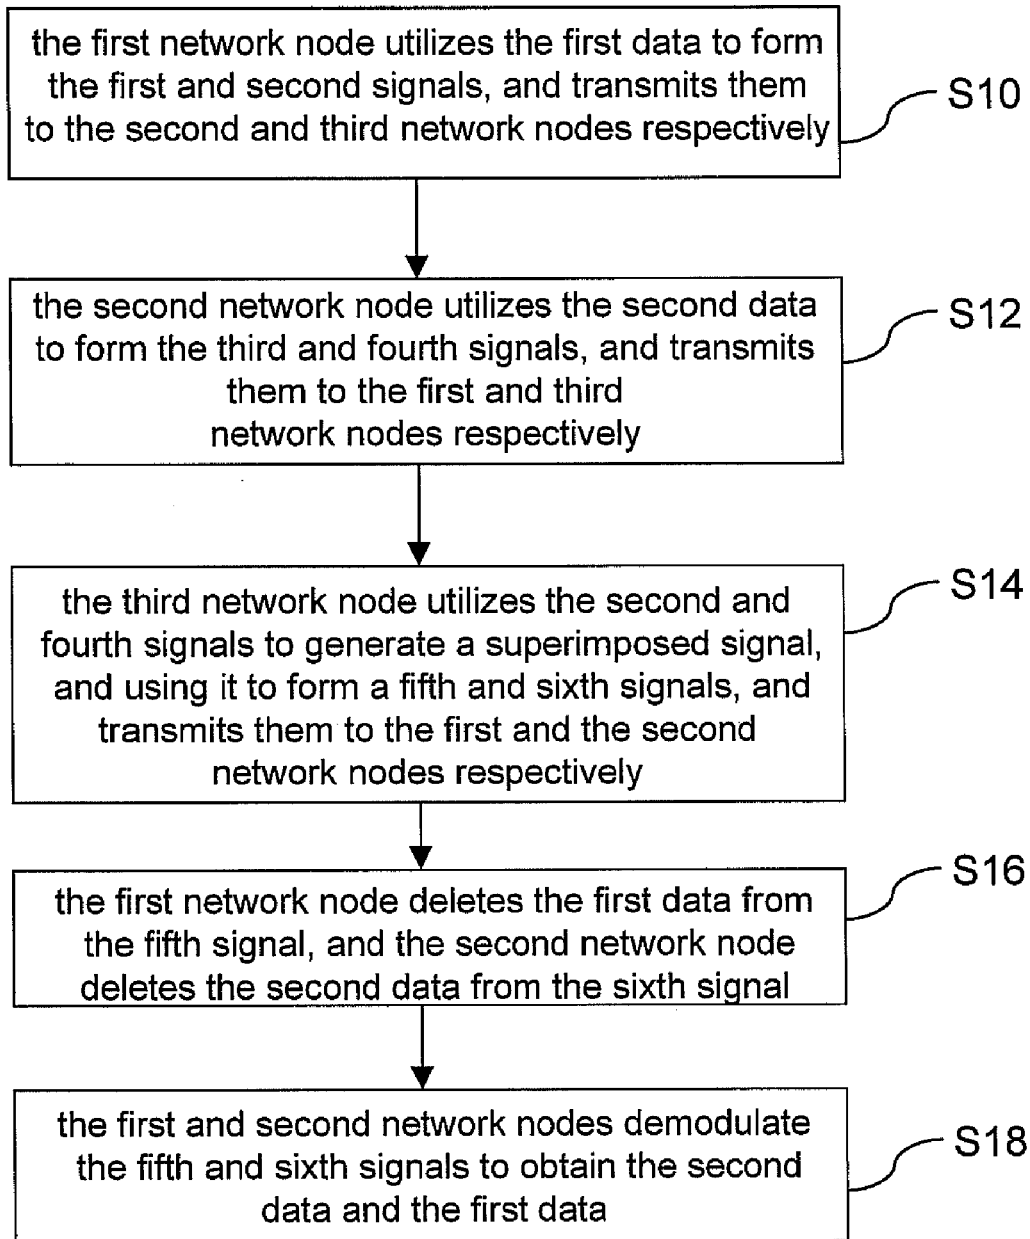 the first network node utilizes the first data to form
the first and second signals, and transmits them
to the second and third network nodes respectively
S10
the second network node utilizes the second data
to form the third and fourth signals, and transmits
them to the first and third
network nodes respectively
S12
the third network node utilizes the second and
fourth signals to generate a superimposed signal,
and using it to form a fifth and sixth signals, and
transmits them to the first and the second
network nodes respectively
S14
the first network node deletes the first data from
the fifth signal, and the second network node
deletes the second data from the sixth signal
S16
the first and second network nodes demodulate
the fifth and sixth signals to obtain the second
data and the first data
S18